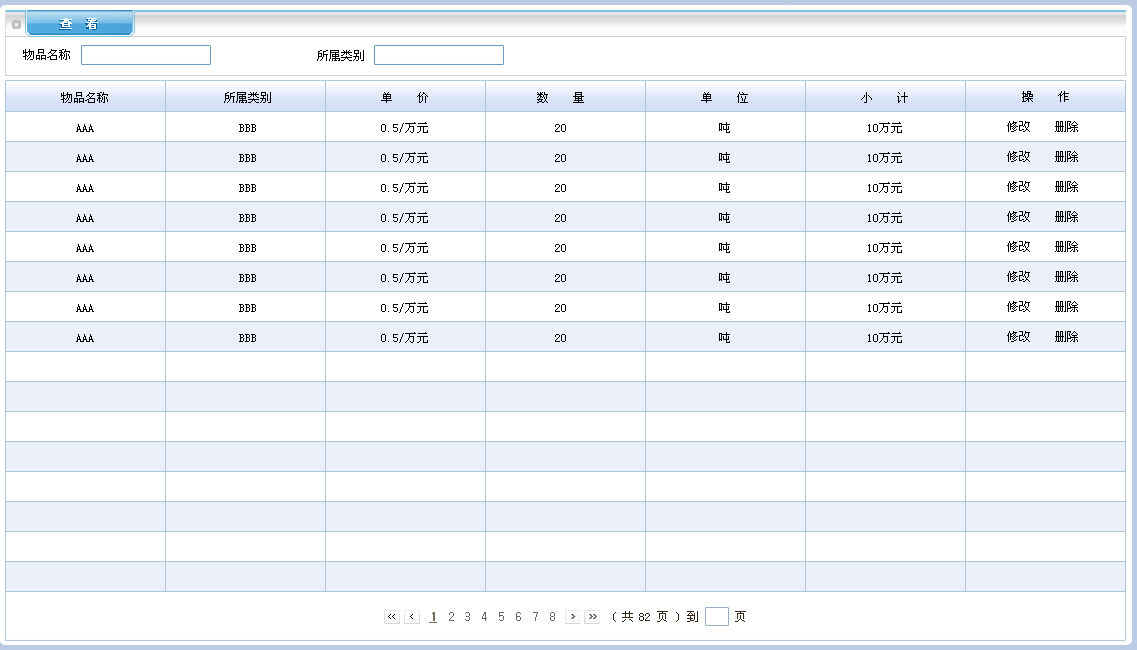 查 看
物品名称 所属类别
物品名称 所属类别 单 价 数 量 单 位 小 计 操 作
AAA BBB 0.5/万元 20 吨 10万元 修改 删除
AAA BBB 0.5/万元 20 吨 10万元 修改 删除
AAA BBB 0.5/万元 20 吨 10万元 修改 删除
AAA BBB 0.5/万元 20 吨 10万元 修改 删除
AAA BBB 0.5/万元 20 吨 10万元 修改 删除
AAA BBB 0.5/万元 20 吨 10万元 修改 删除
AAA BBB 0.5/万元 20 吨 10万元 修改 删除
AAA BBB 0.5/万元 20 吨 10万元 修改 删除
« ‹ 1 2 3 4 5 6 7 8 › » ( 共 82 页 ) 到 页